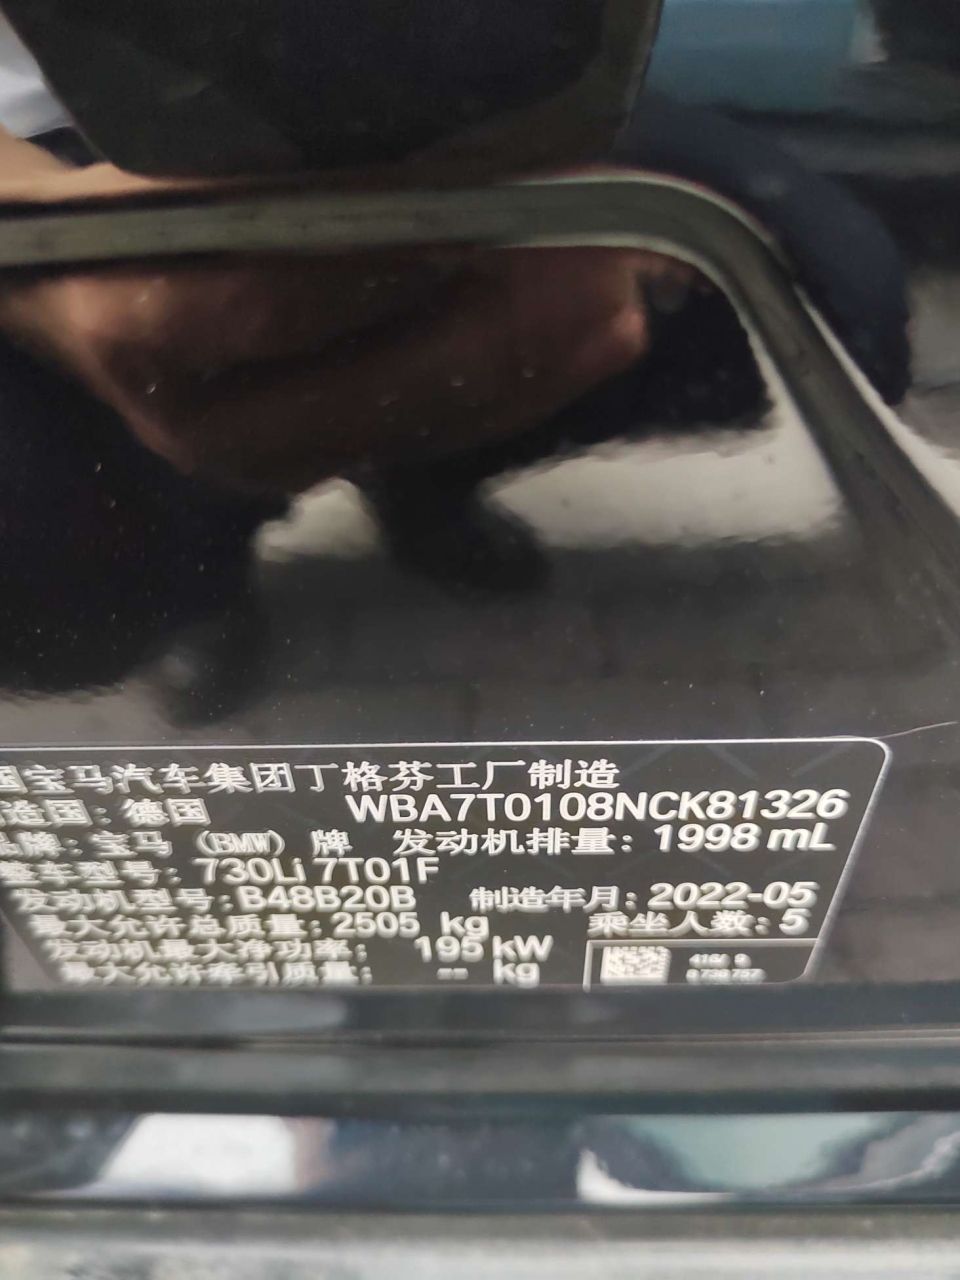 国宝马汽车集团丁格芬工厂制造
造国：德国 WBA7T0108NCK81326
品牌：宝马（BMW）牌 发动机排量：1998 mL
整车型号：730Li 7T01F
发动机型号：B48B20B 制造年月：2022-05
最大允许总质量：2505 kg 乘坐人数：5
发动机最大净功率：195 kW
最大允许牵引质量：-- kg